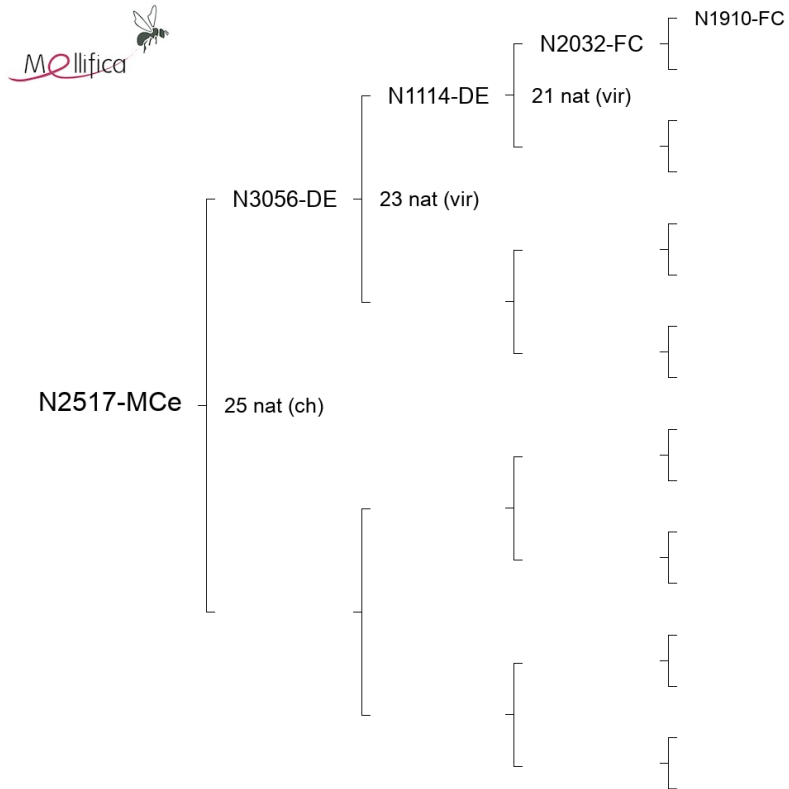 Mellifica
N1910-FC
N2032-FC
N1114-DE
21 nat (vir)
N3056-DE
23 nat (vir)
N2517-MCe
25 nat (ch)